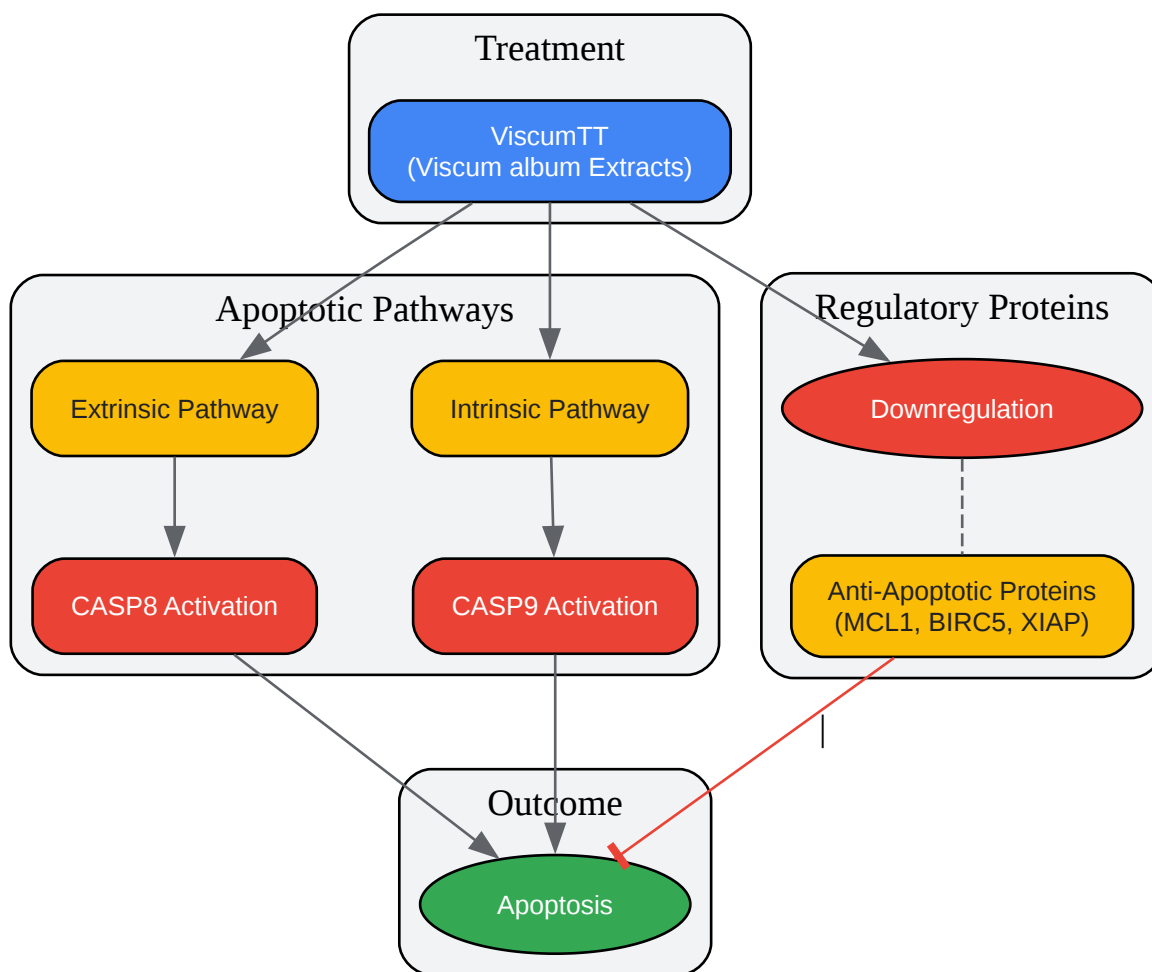 Treatment
ViscumTT
(Viscum album Extracts)
Apoptotic Pathways
Regulatory Proteins
Extrinsic Pathway
Intrinsic Pathway
Downregulation
CASP8 Activation
CASP9 Activation
Anti-Apoptotic Proteins
(MCL1, BIRC5, XIAP)
|
Outcome
Apoptosis